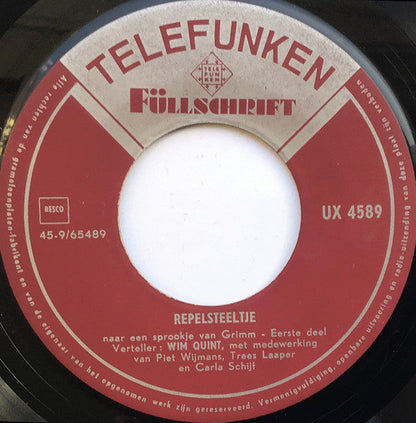 TELEFUNKEN
TELE
FUN
KEN
FÜLLSCHRIFT
RESCO
45-9/65489
UX 4589
REPELSTEELTJE
naar een sprookje van Grimm - Eerste deel
Verteller: WIM QUINT, met medewerking
van Piet Wijmans, Trees Laaper
en Carla Schijf
Alle rechten van de gramofoonplaten-fabrikant en van de eigenaar van het opgenomen werk zijn gereserveerd. Vermenigvuldiging, openbare uitvoering en radio-uitzending van deze plaat zijn verboden